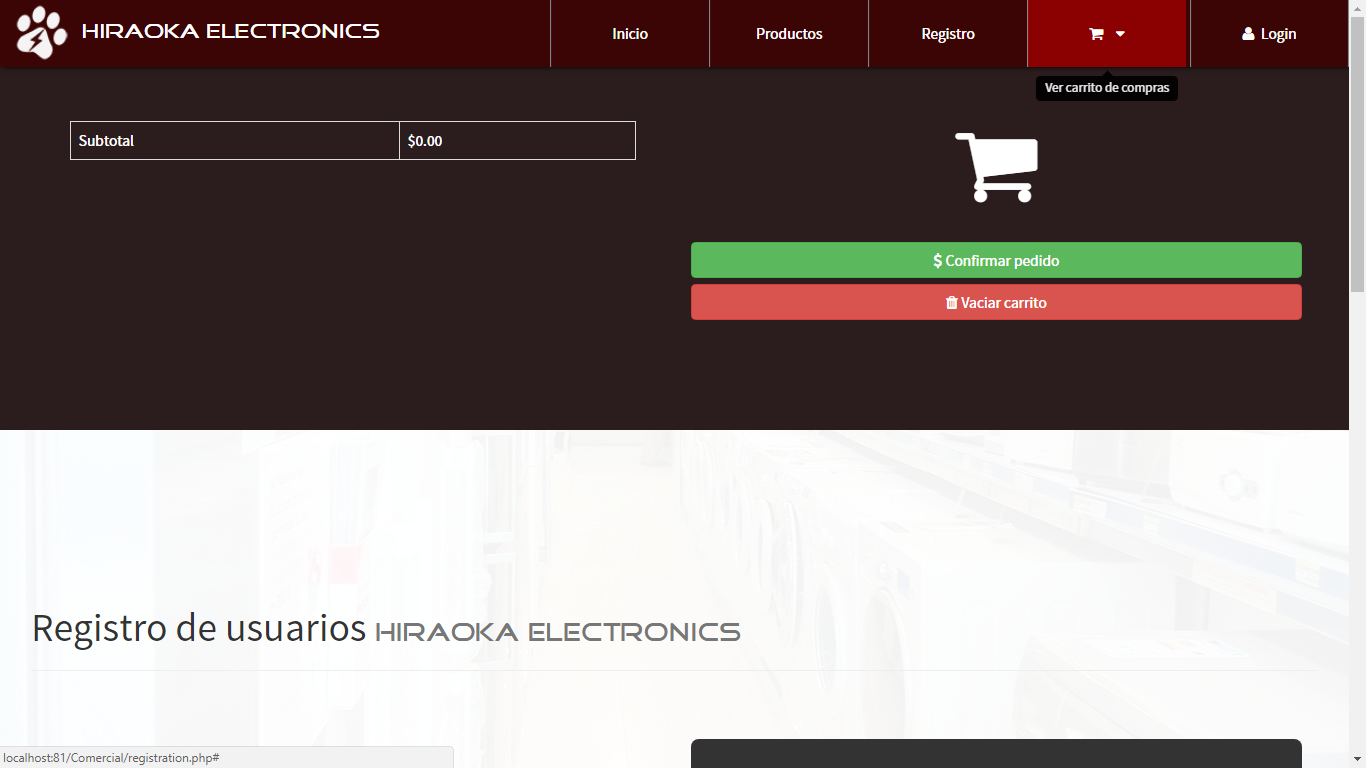 HIRAOKA ELECTRONICS
Inicio
Productos
Registro
Login
Ver carrito de compras
Subtotal
$0.00
$ Confirmar pedido
Vaciar carrito
Registro de usuarios HIRAOKA ELECTRONICS
localhost:81/Comercial/registration.php#